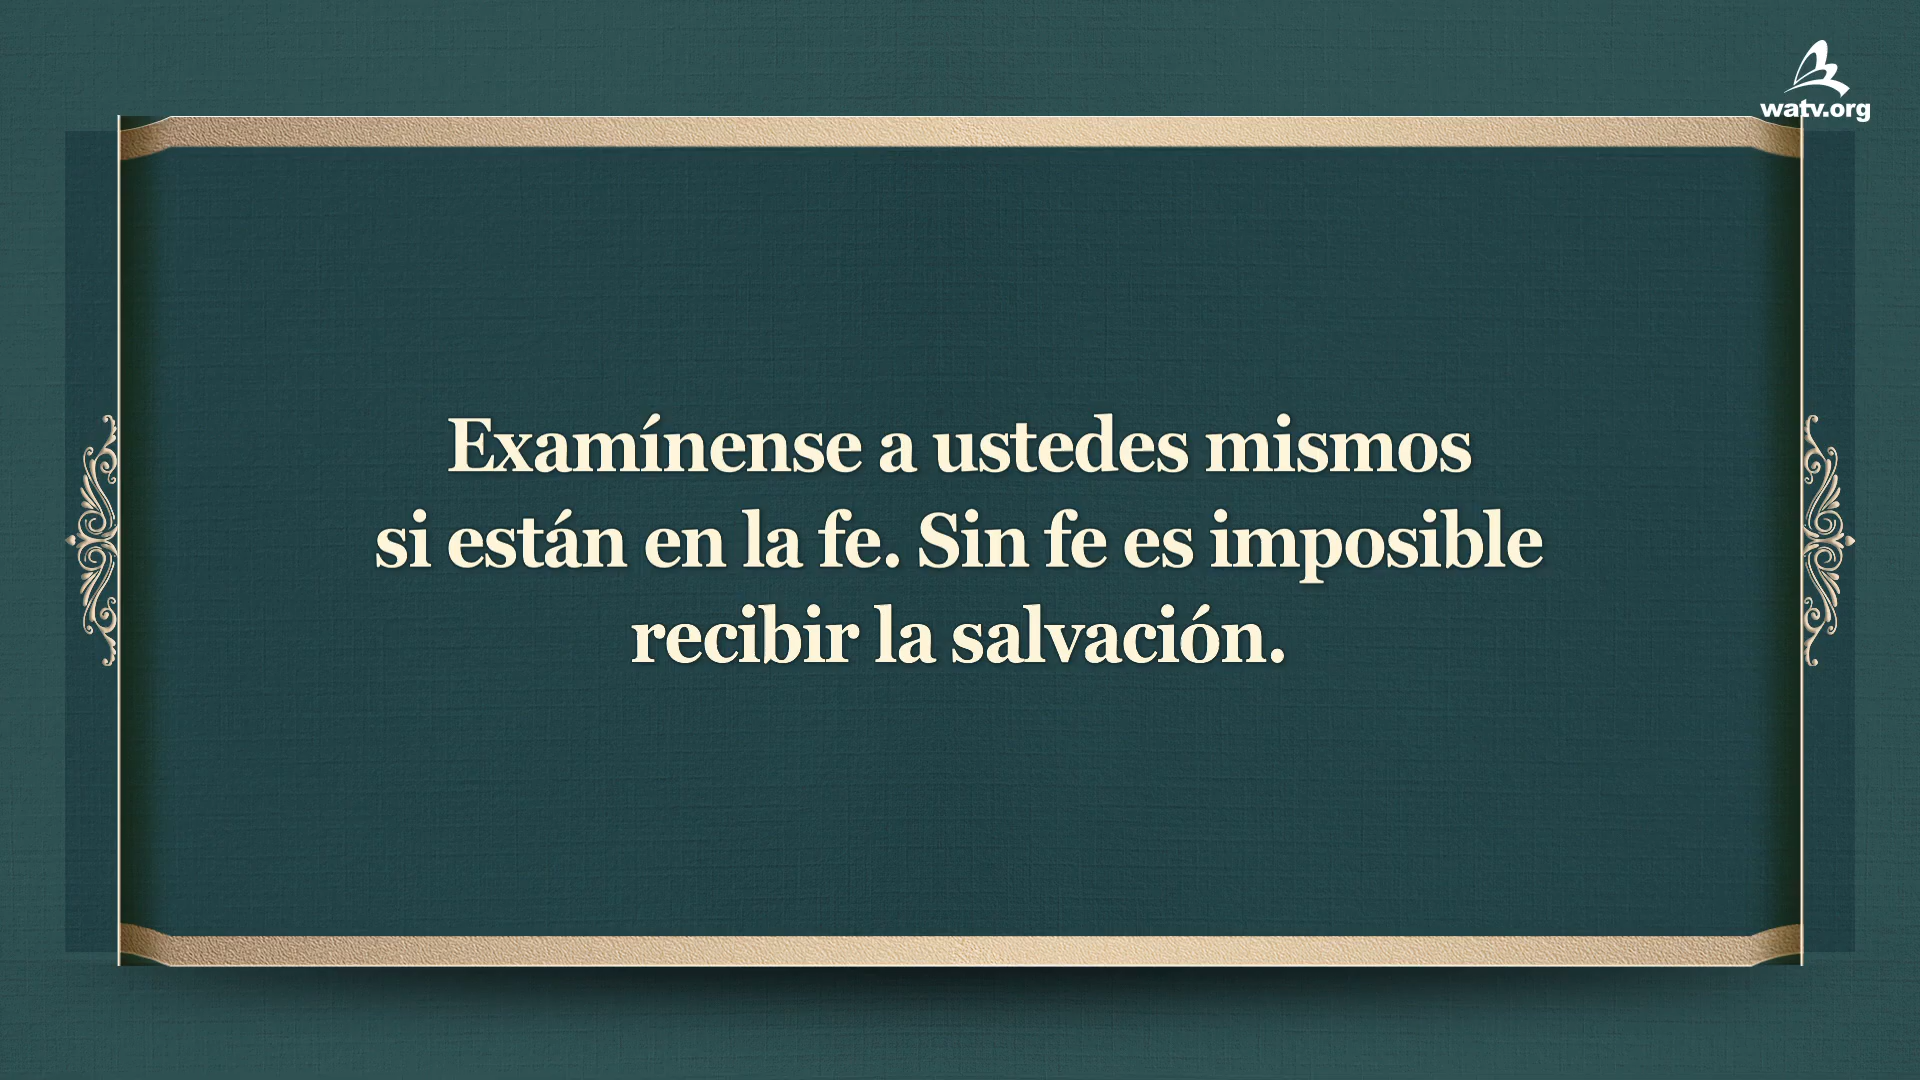 watv.org
Examínense a ustedes mismos
si están en la fe. Sin fe es imposible
recibir la salvación.